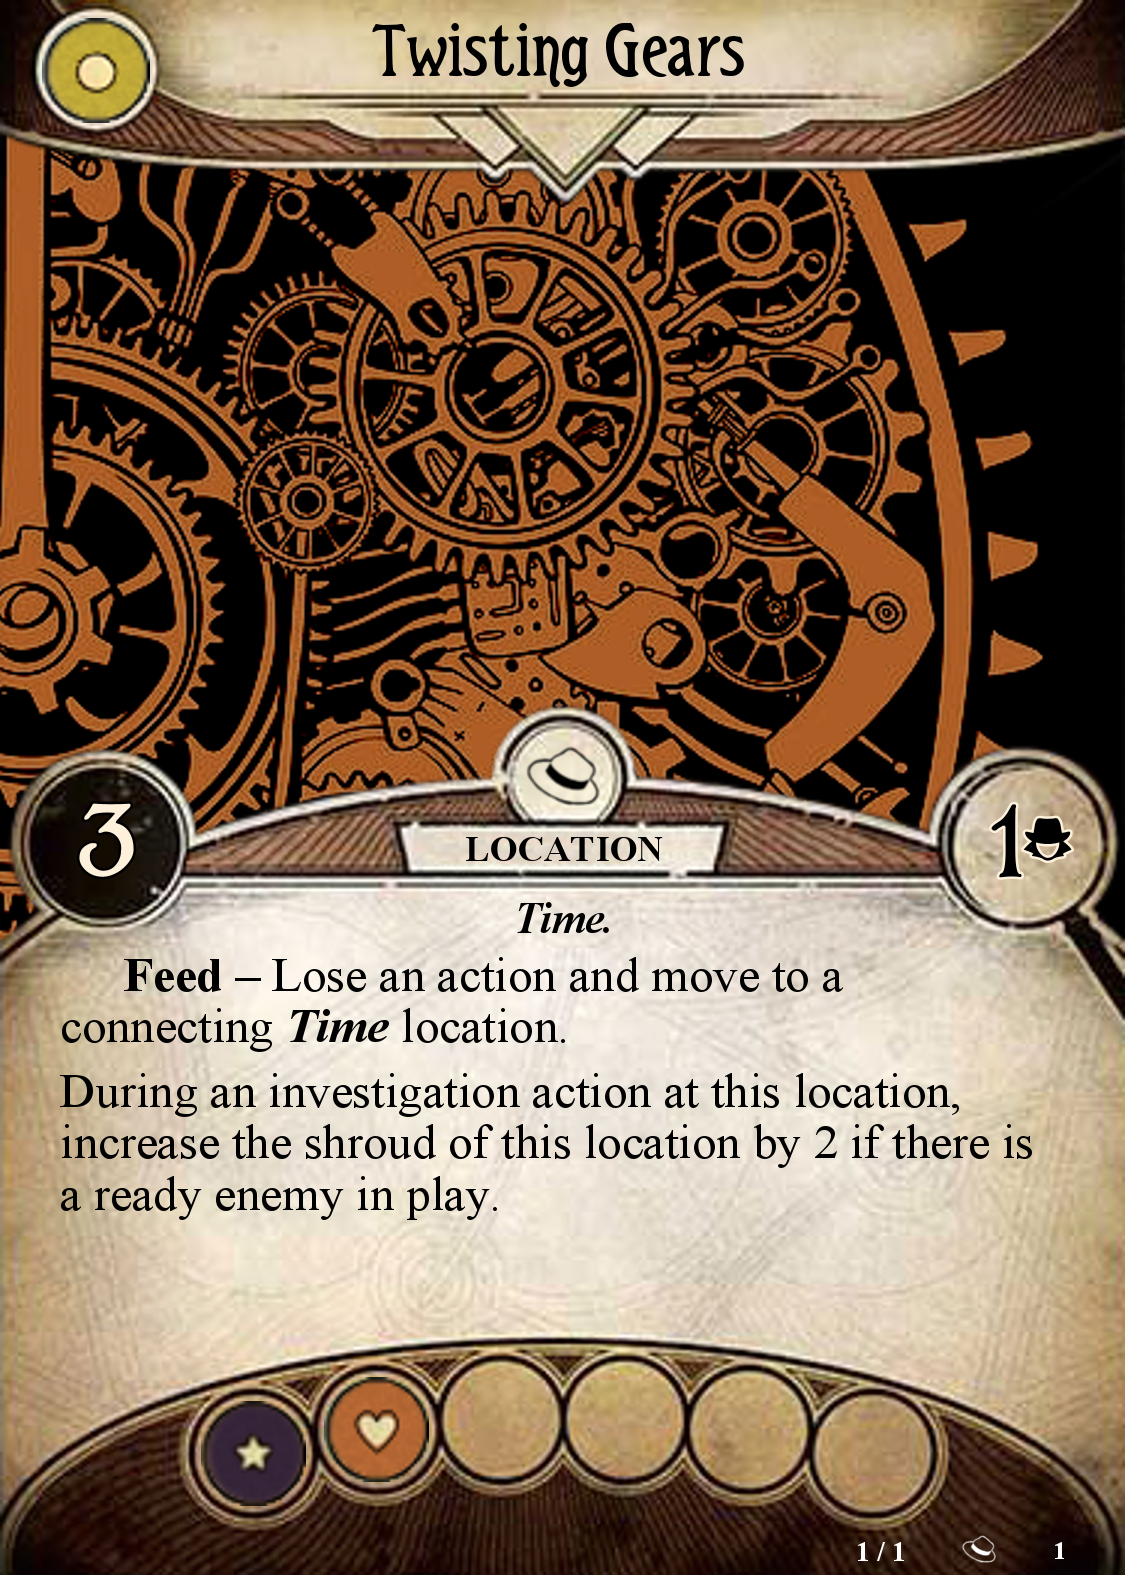 Twisting Gears
3
LOCATION
1
Time.
Feed – Lose an action and move to a
connecting Time location.
During an investigation action at this location,
increase the shroud of this location by 2 if there is
a ready enemy in play.
1 / 1
1